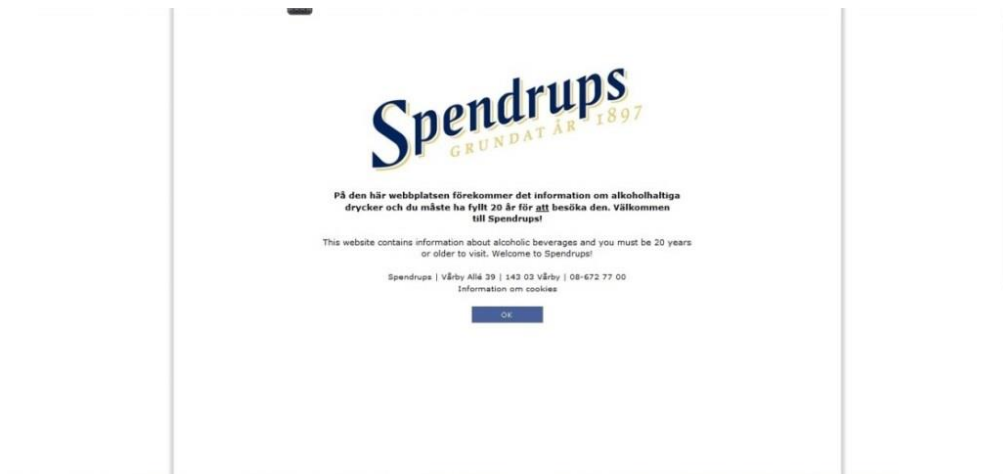 Spendrups
GRUNDAT ÅR 1897
På den här webbplatsen förekommer det information om alkoholhaltiga
drycker och du måste ha fyllt 20 år för att besöka den. Välkommen
till Spendrups!
This website contains information about alcoholic beverages and you must be 20 years
or older to visit. Welcome to Spendrups!
Spendrups | Vårby Allé 39 | 143 03 Vårby | 08-672 77 00
Information om cookies
OK